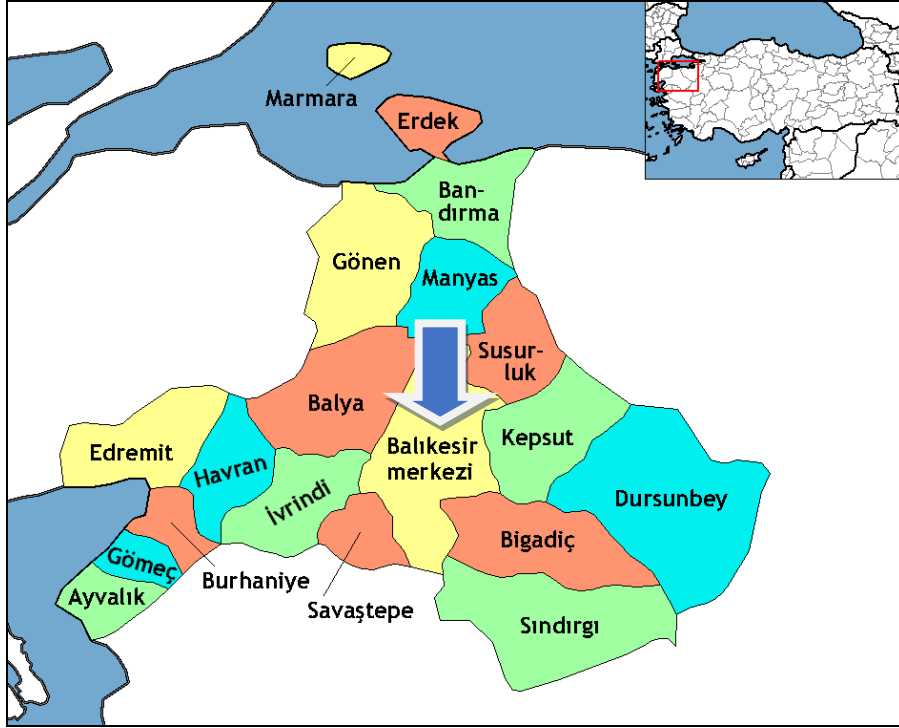 Marmara
Erdek
Ban-
dırma
Gönen
Manyas
Susur-
luk
Balya
Edremit
Havran
Balıkesir
merkezi
Kepsut
İvrindi
Dursunbey
Bigadiç
Gömeç
Burhaniye
Ayvalık
Savaştepe
Sındırgı